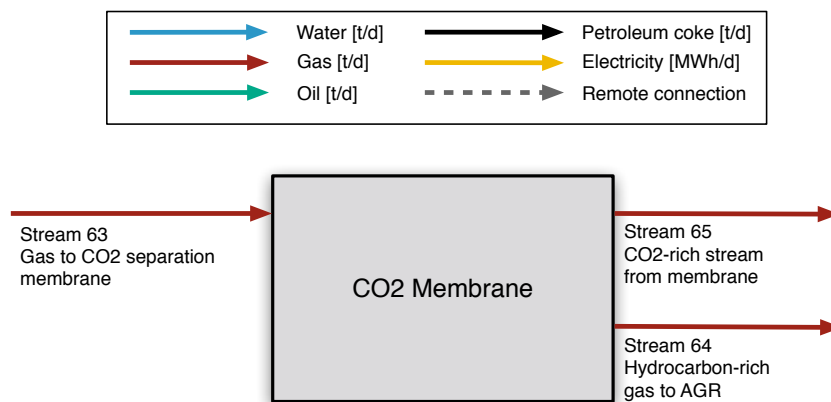 Water [t/d]
Petroleum coke [t/d]
Gas [t/d]
Electricity [MWh/d]
Oil [t/d]
Remote connection
Stream 63
Gas to CO2 separation
membrane
CO2 Membrane
Stream 65
CO2-rich stream
from membrane
Stream 64
Hydrocarbon-rich
gas to AGR